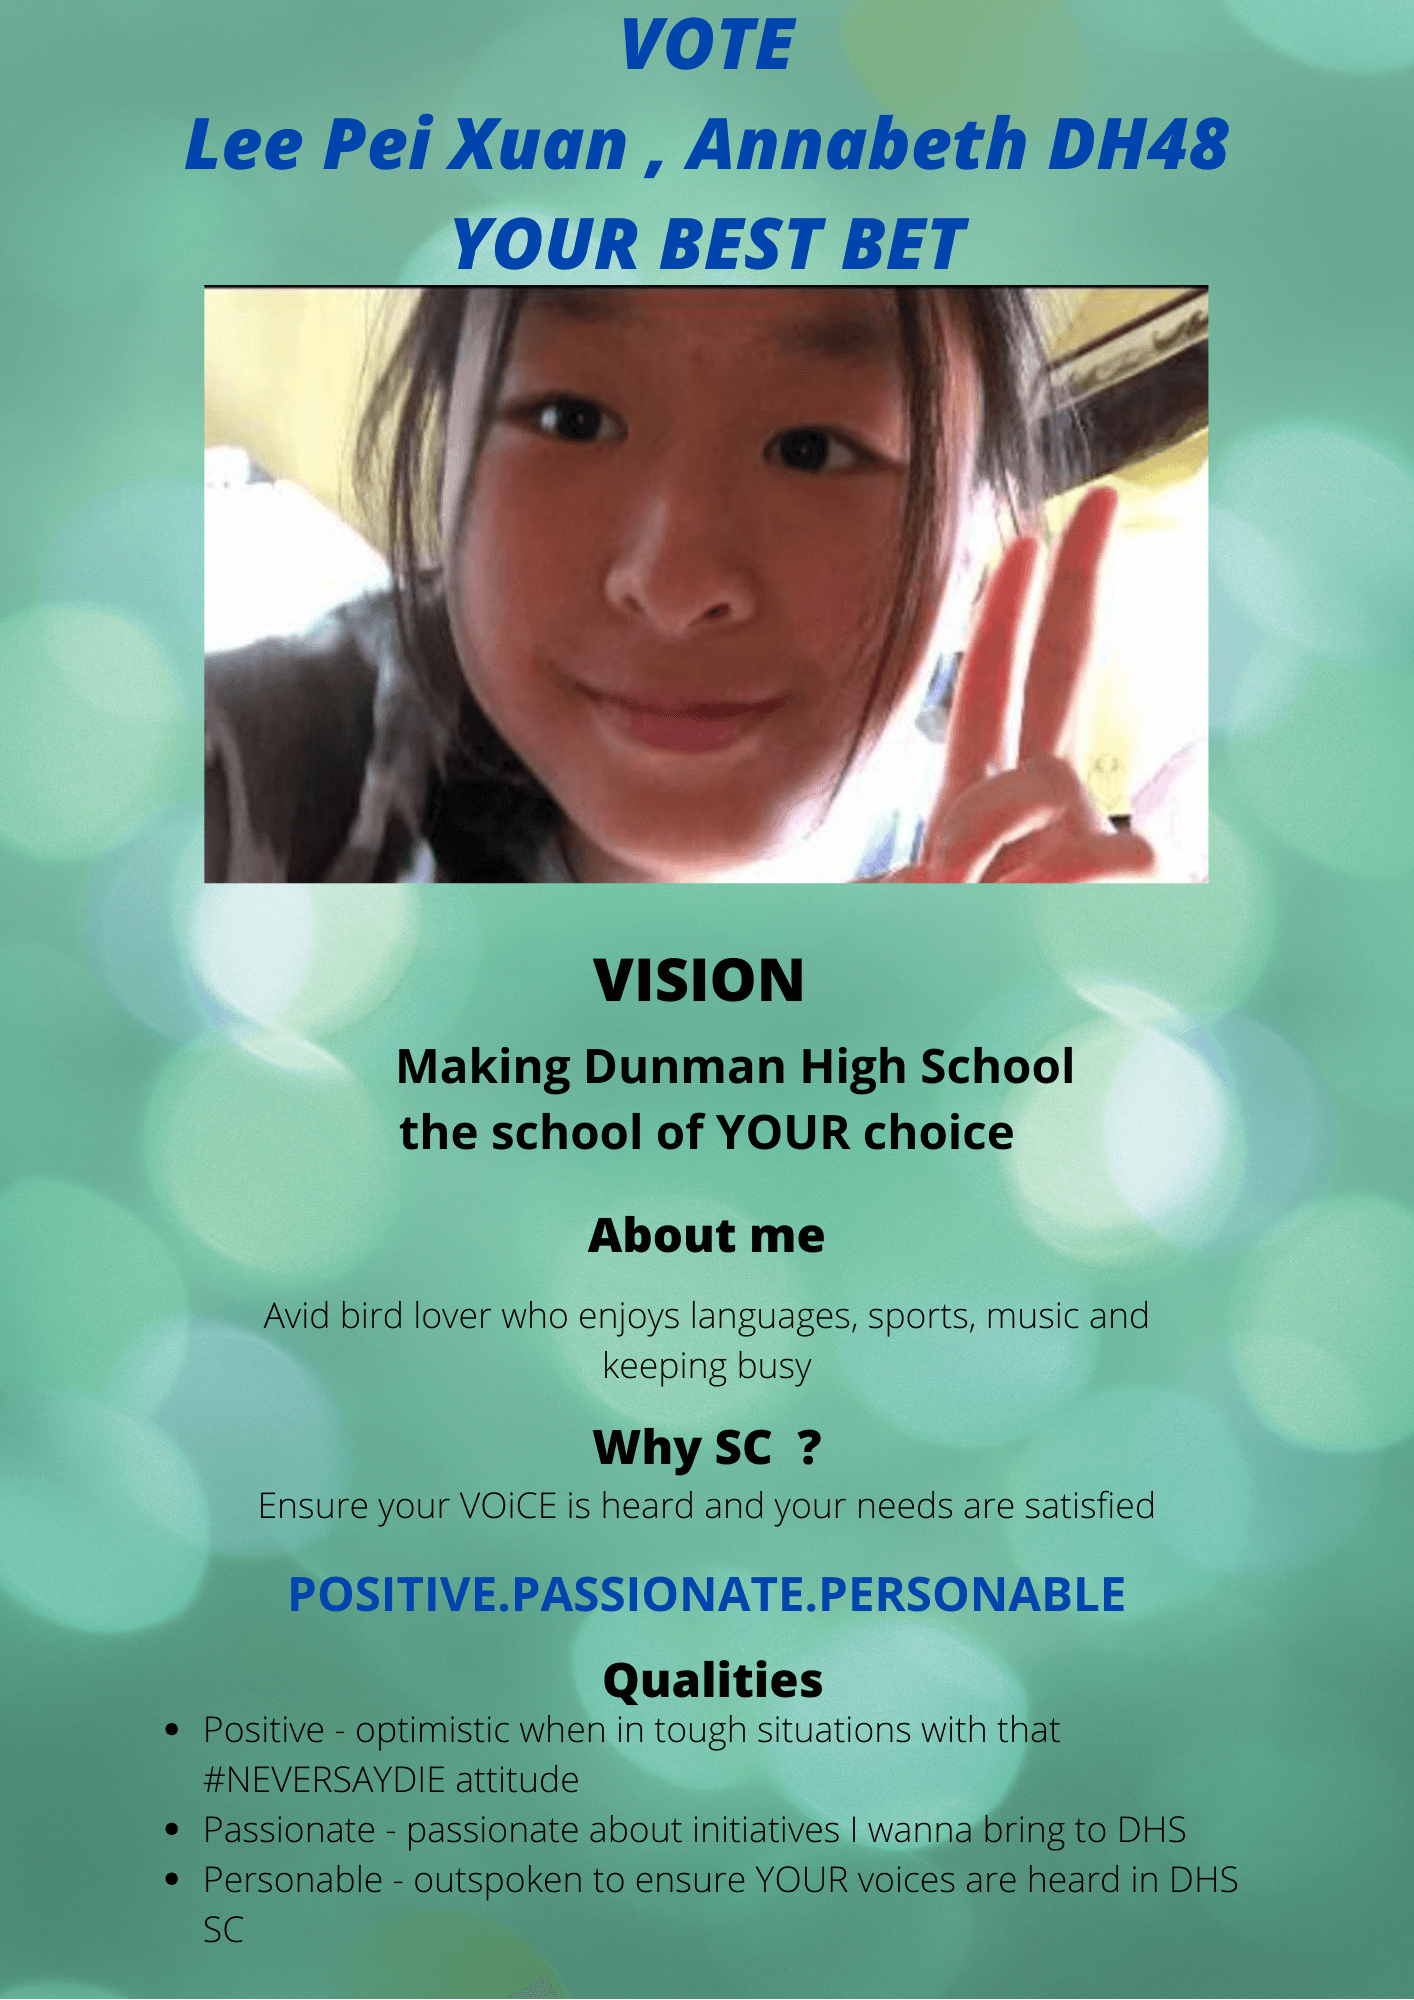 VOTE
Lee Pei Xuan , Annabeth DH48
YOUR BEST BET
VISION
Making Dunman High School
the school of YOUR choice
About me
Avid bird lover who enjoys languages, sports, music and
keeping busy
Why SC ?
Ensure your VOiCE is heard and your needs are satisfied
POSITIVE.PASSIONATE.PERSONABLE
Qualities
• Positive - optimistic when in tough situations with that
#NEVERSAYDIE attitude
• Passionate - passionate about initiatives I wanna bring to DHS
• Personable - outspoken to ensure YOUR voices are heard in DHS
SC